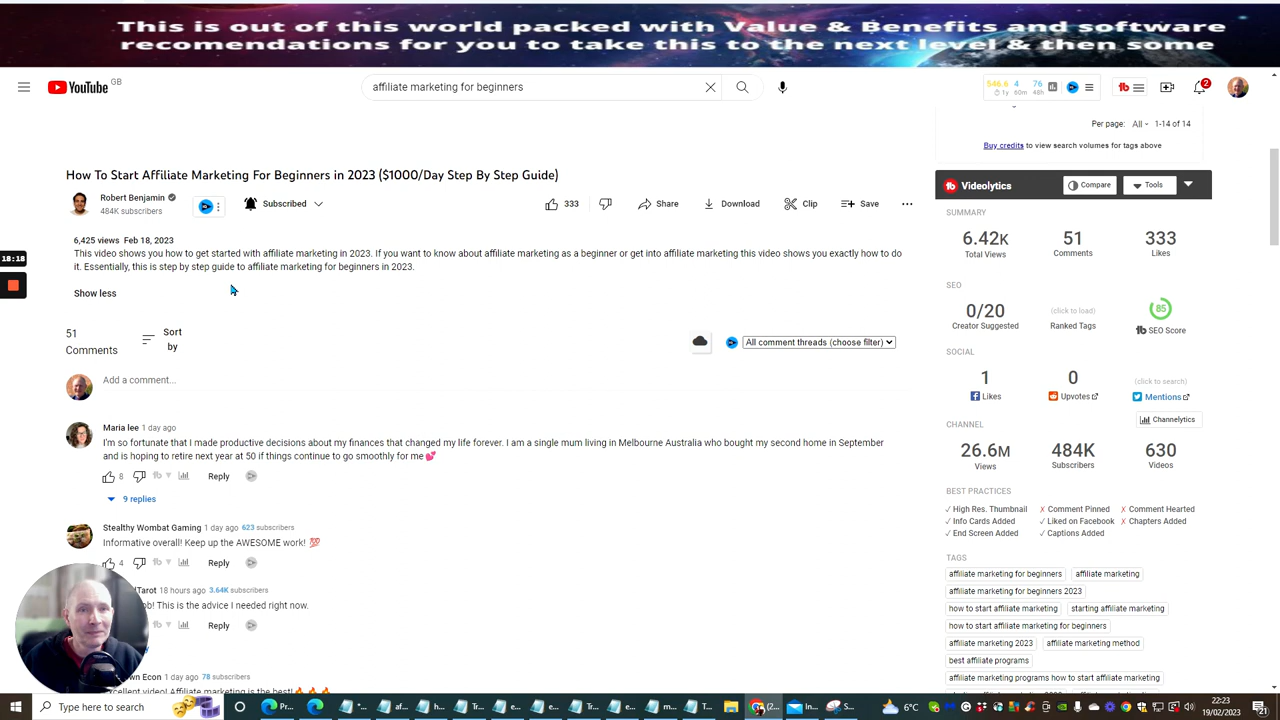 This is out of this world packed with Value & Benefits and software
recomendations for you to take this to the next level & then some
YouTube GB
affiliate marketing for beginners
546.6 4 76
1y 60m 48h
2
Per page: All 1-14 of 14
Buy credits to view search volumes for tags above
How To Start Affiliate Marketing For Beginners in 2023 ($1000/Day Step By Step Guide)
Robert Benjamin
484K subscribers
Subscribed
333
Share
Download
Clip
Save
6,425 views Feb 18, 2023
This video shows you how to get started with affiliate marketing in 2023. If you want to know about affiliate marketing as a beginner or get into affiliate marketing this video shows you exactly how to do
it. Essentially, this is step by step guide to affiliate marketing for beginners in 2023.
Show less
18:18
51
Comments
Sort
by
All comment threads (choose filter)
Add a comment...
Maria lee 1 day ago
I'm so fortunate that I made productive decisions about my finances that changed my life forever. I am a single mum living in Melbourne Australia who bought my second home in September
and is hoping to retire next year at 50 if things continue to go smoothly for me 💕
8 Reply
9 replies
Stealthy Wombat Gaming 1 day ago 623 subscribers
Informative overall! Keep up the AWESOME work! 💯
4 Reply
Tarot 18 hours ago 3.64K subscribers
This is the advice I needed right now.
Reply
Econ 1 day ago 78 subscribers
video! Affiliate marketing is the best!🔥🔥🔥
tb Videolytics
Compare
Tools
SUMMARY
6.42K 51 333
Total Views Comments Likes
SEO
0/20 (click to load) 85
Creator Suggested Ranked Tags tb SEO Score
SOCIAL
1 0 (click to search)
Likes Upvotes Mentions
Channelytics
CHANNEL
26.6M 484K 630
Views Subscribers Videos
BEST PRACTICES
✓ High Res. Thumbnail ✗ Comment Pinned ✗ Comment Hearted
✓ Info Cards Added ✓ Liked on Facebook ✗ Chapters Added
✓ End Screen Added ✓ Captions Added
TAGS
affiliate marketing for beginners affiliate marketing
affiliate marketing for beginners 2023
how to start affiliate marketing starting affiliate marketing
how to start affiliate marketing for beginners
affiliate marketing 2023 affiliate marketing method
best affiliate programs
affiliate marketing programs how to start affiliate marketing
Type here to search
6°C
22:23
19/02/2023